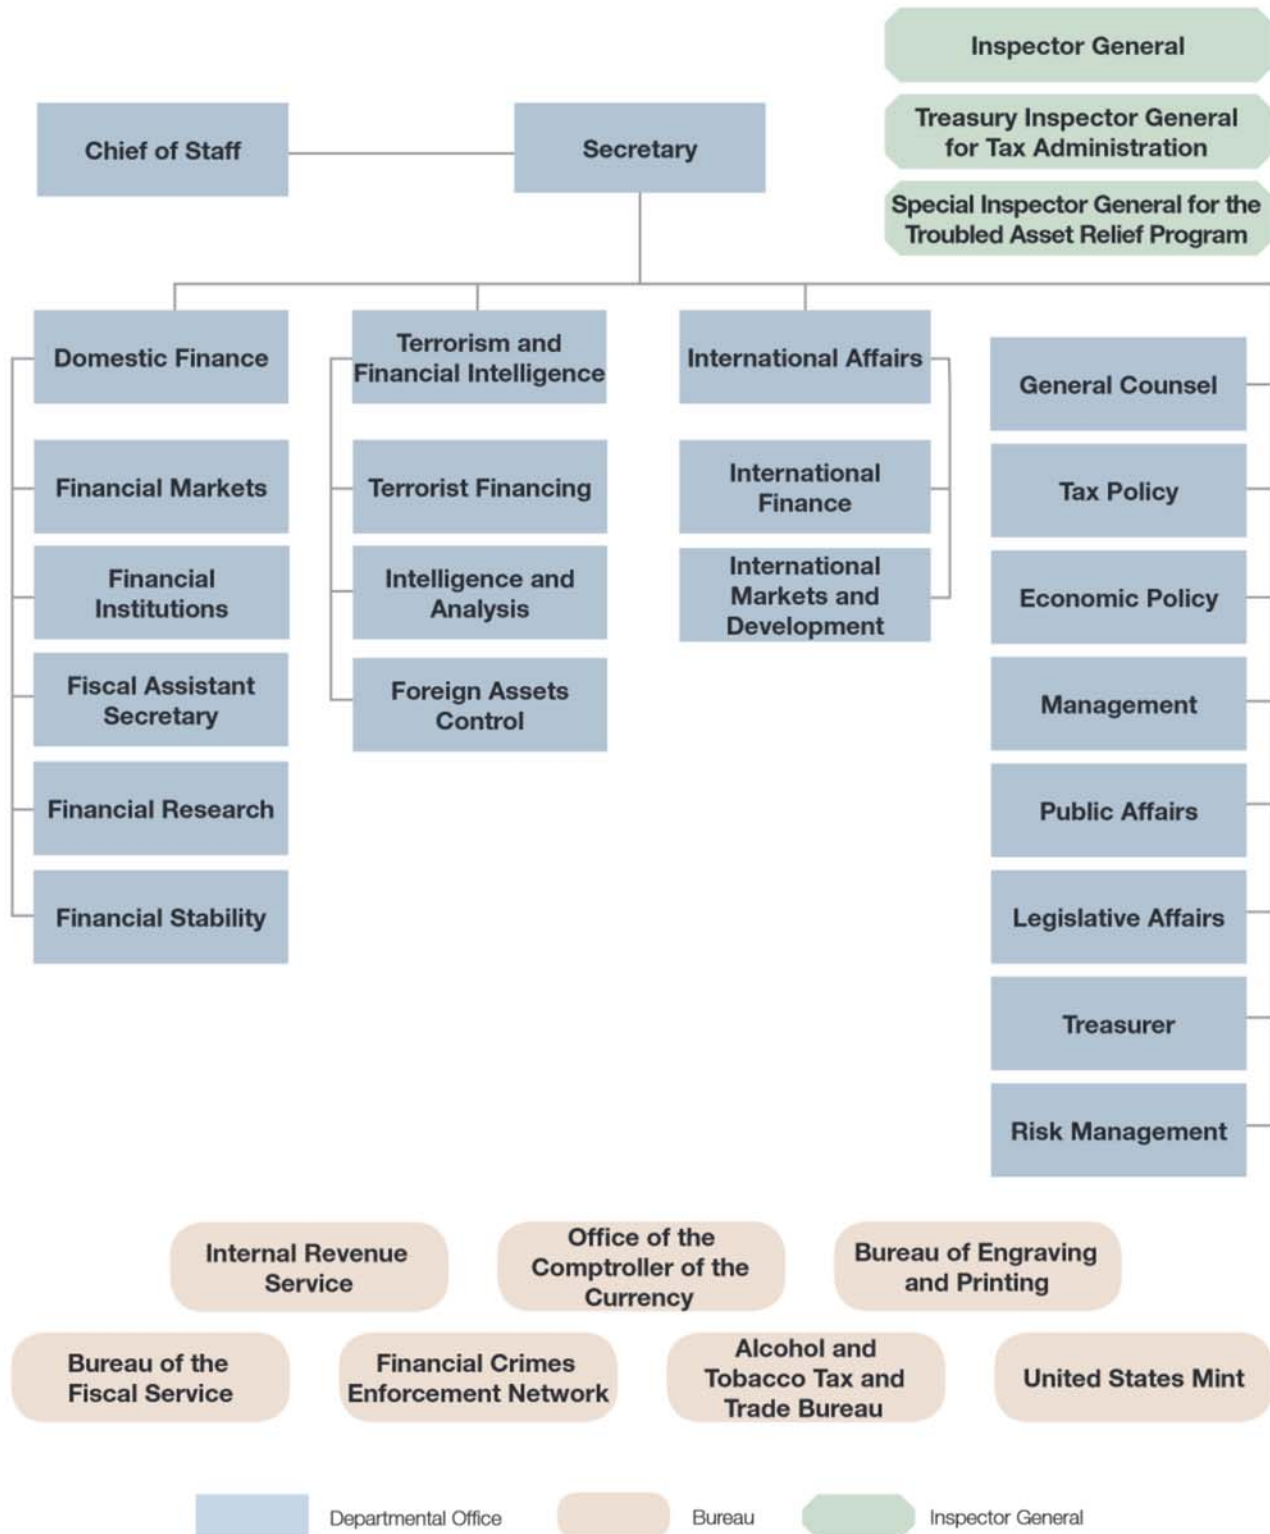 Inspector General
Treasury Inspector General
for Tax Administration
Special Inspector General for the
Troubled Asset Relief Program
Chief of Staff
Secretary
Domestic Finance
Financial Markets
Financial
Institutions
Fiscal Assistant
Secretary
Financial Research
Financial Stability
Terrorism and
Financial Intelligence
Terrorist Financing
Intelligence and
Analysis
Foreign Assets
Control
International Affairs
International
Finance
International
Markets and
Development
General Counsel
Tax Policy
Economic Policy
Management
Public Affairs
Legislative Affairs
Treasurer
Risk Management
Internal Revenue
Service
Office of the
Comptroller of the
Currency
Bureau of Engraving
and Printing
Bureau of the
Fiscal Service
Financial Crimes
Enforcement Network
Alcohol and
Tobacco Tax and
Trade Bureau
United States Mint
Departmental Office
Bureau
Inspector General